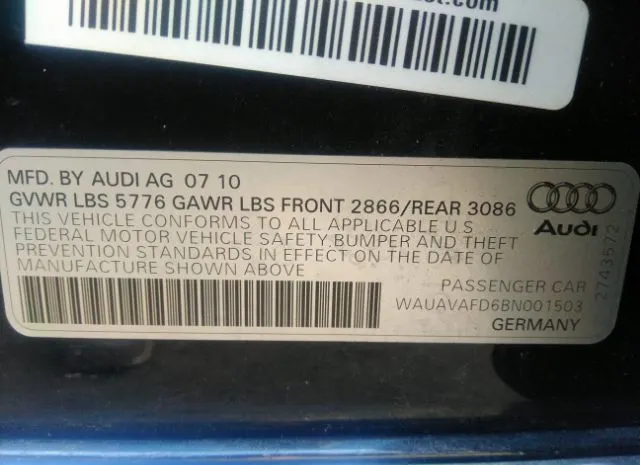 MFD. BY AUDI AG 07 10
GVWR LBS 5776 GAWR LBS FRONT 2866/REAR 3086
THIS VEHICLE CONFORMS TO ALL APPLICABLE U.S
FEDERAL MOTOR VEHICLE SAFETY,BUMPER AND THEFT
PREVENTION STANDARDS IN EFFECT ON THE DATE OF
MANUFACTURE SHOWN ABOVE
Audi
2743572
PASSENGER CAR
WAUAVAFD6BN001503
GERMANY